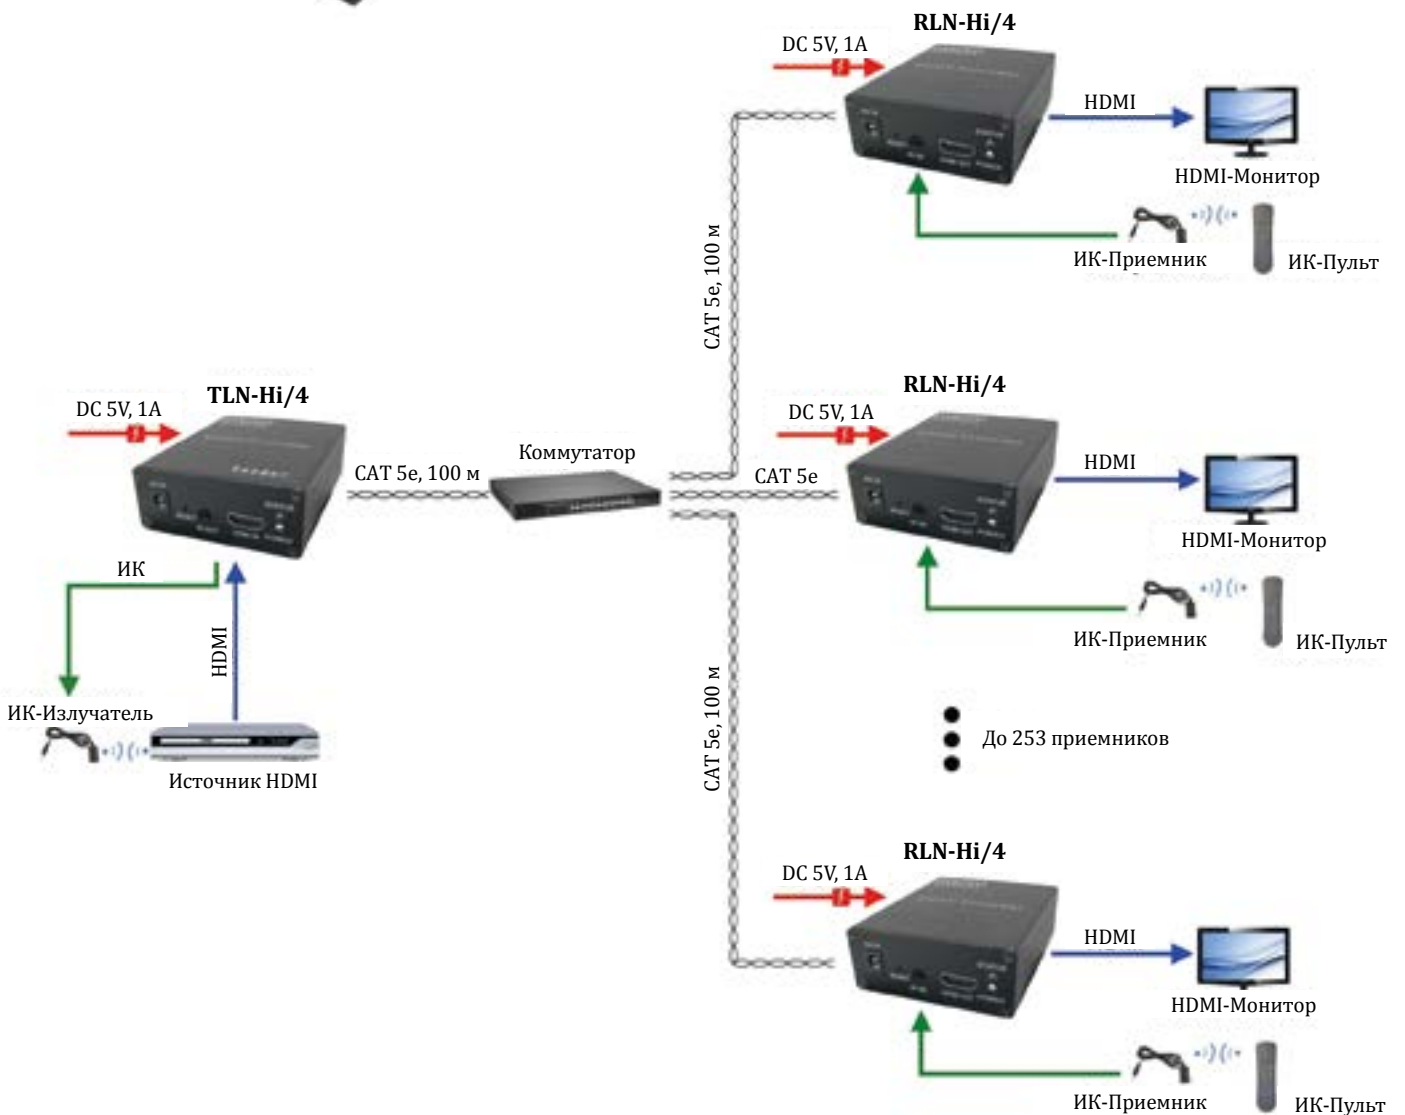 RLN-Hi/4
DC 5V, 1A
HDMI
HDMI-Монитор
ИК-Приемник
ИК-Пульт
CAT 5e, 100 м
TLN-Hi/4
DC 5V, 1A
CAT 5e, 100 м
Коммутатор
CAT 5e
RLN-Hi/4
DC 5V, 1A
HDMI
HDMI-Монитор
ИК-Приемник
ИК-Пульт
ИК
HDMI
ИК-Излучатель
Источник HDMI
CAT 5e, 100 м
До 253 приемников
RLN-Hi/4
DC 5V, 1A
HDMI
HDMI-Монитор
ИК-Приемник
ИК-Пульт